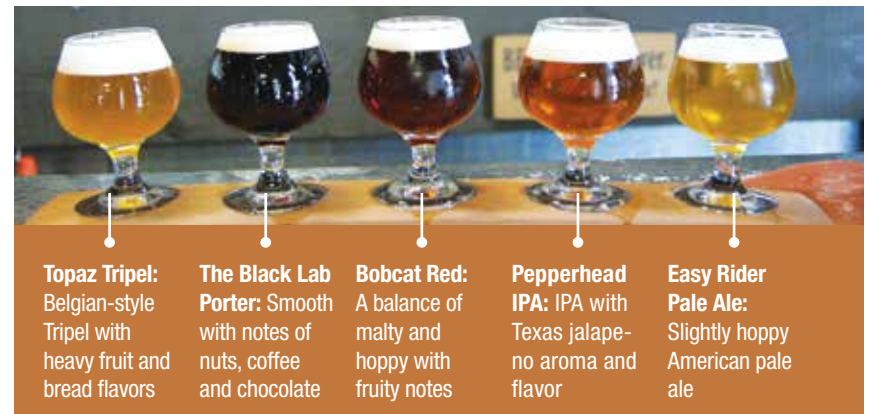 Topaz Tripel:
Belgian-style
Tripel with
heavy fruit and
bread flavors
The Black Lab
Porter: Smooth
with notes of
nuts, coffee
and chocolate
Bobcat Red:
A balance of
malty and
hoppy with
fruity notes
Pepperhead
IPA: IPA with
Texas jalape-
no aroma and
flavor
Easy Rider
Pale Ale:
Slightly hoppy
American pale
ale